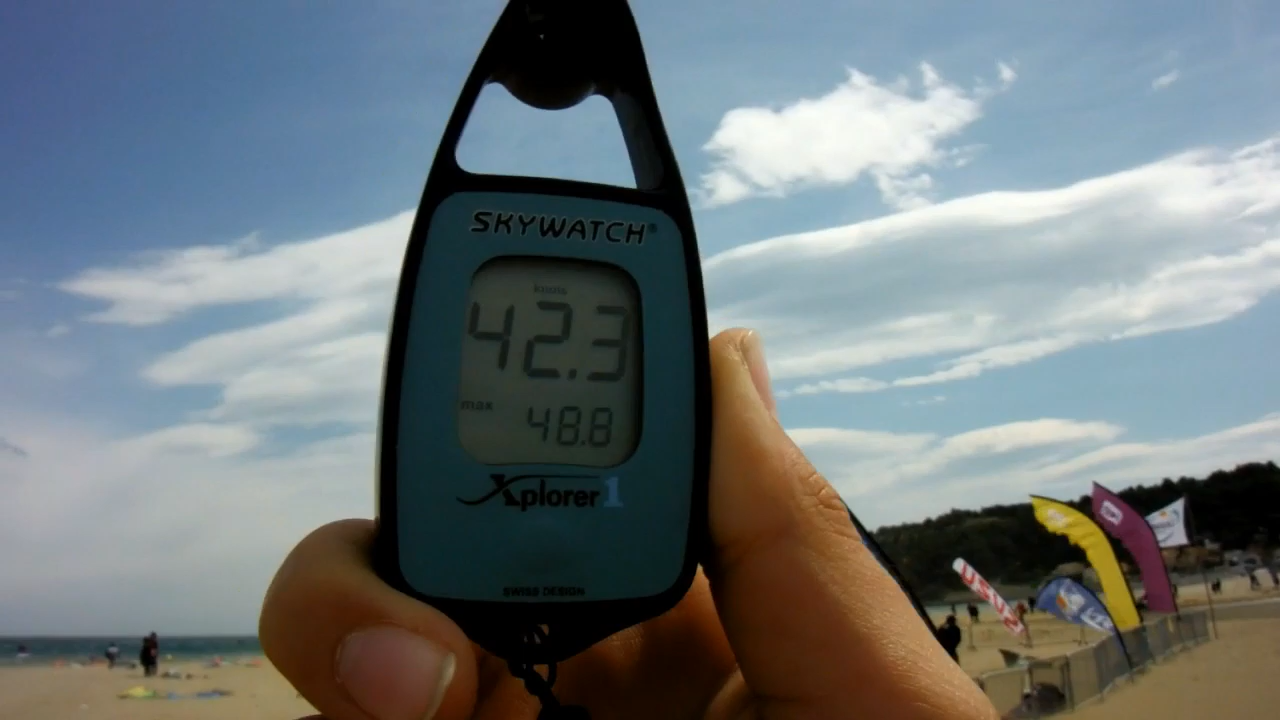 SKYWATCH®
knots
42.3
max 48.8
Xplorer1
SWISS DESIGN